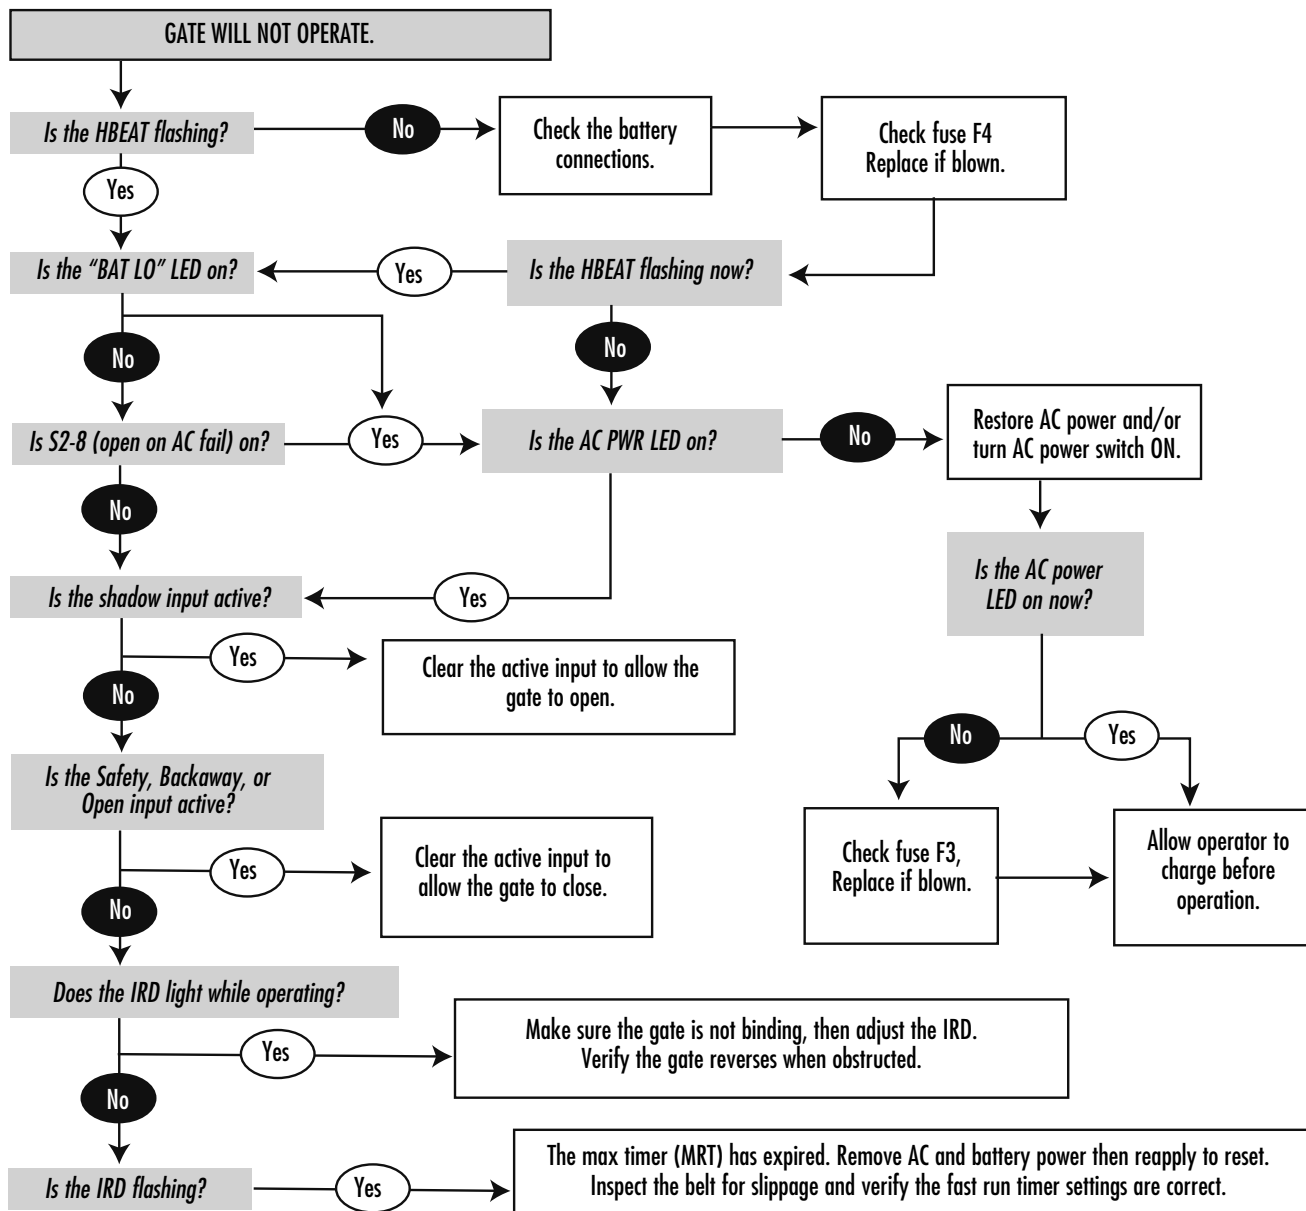 GATE WILL NOT OPERATE.
Is the HBEAT flashing?
No
Check the battery
connections.
Check fuse F4
Replace if blown.
Yes
Is the “BAT LO” LED on?
Yes
Is the HBEAT flashing now?
No
No
Is S2-8 (open on AC fail) on?
Yes
Is the AC PWR LED on?
No
Restore AC power and/or
turn AC power switch ON.
No
Is the AC power
LED on now?
Is the shadow input active?
Yes
Yes
Clear the active input to allow the
gate to open.
No
No
Yes
Is the Safety, Backaway, or
Open input active?
Yes
Clear the active input to
allow the gate to close.
Check fuse F3,
Replace if blown.
Allow operator to
charge before
operation.
No
Does the IRD light while operating?
Yes
Make sure the gate is not binding, then adjust the IRD.
Verify the gate reverses when obstructed.
No
Is the IRD flashing?
Yes
The max timer (MRT) has expired. Remove AC and battery power then reapply to reset.
Inspect the belt for slippage and verify the fast run timer settings are correct.